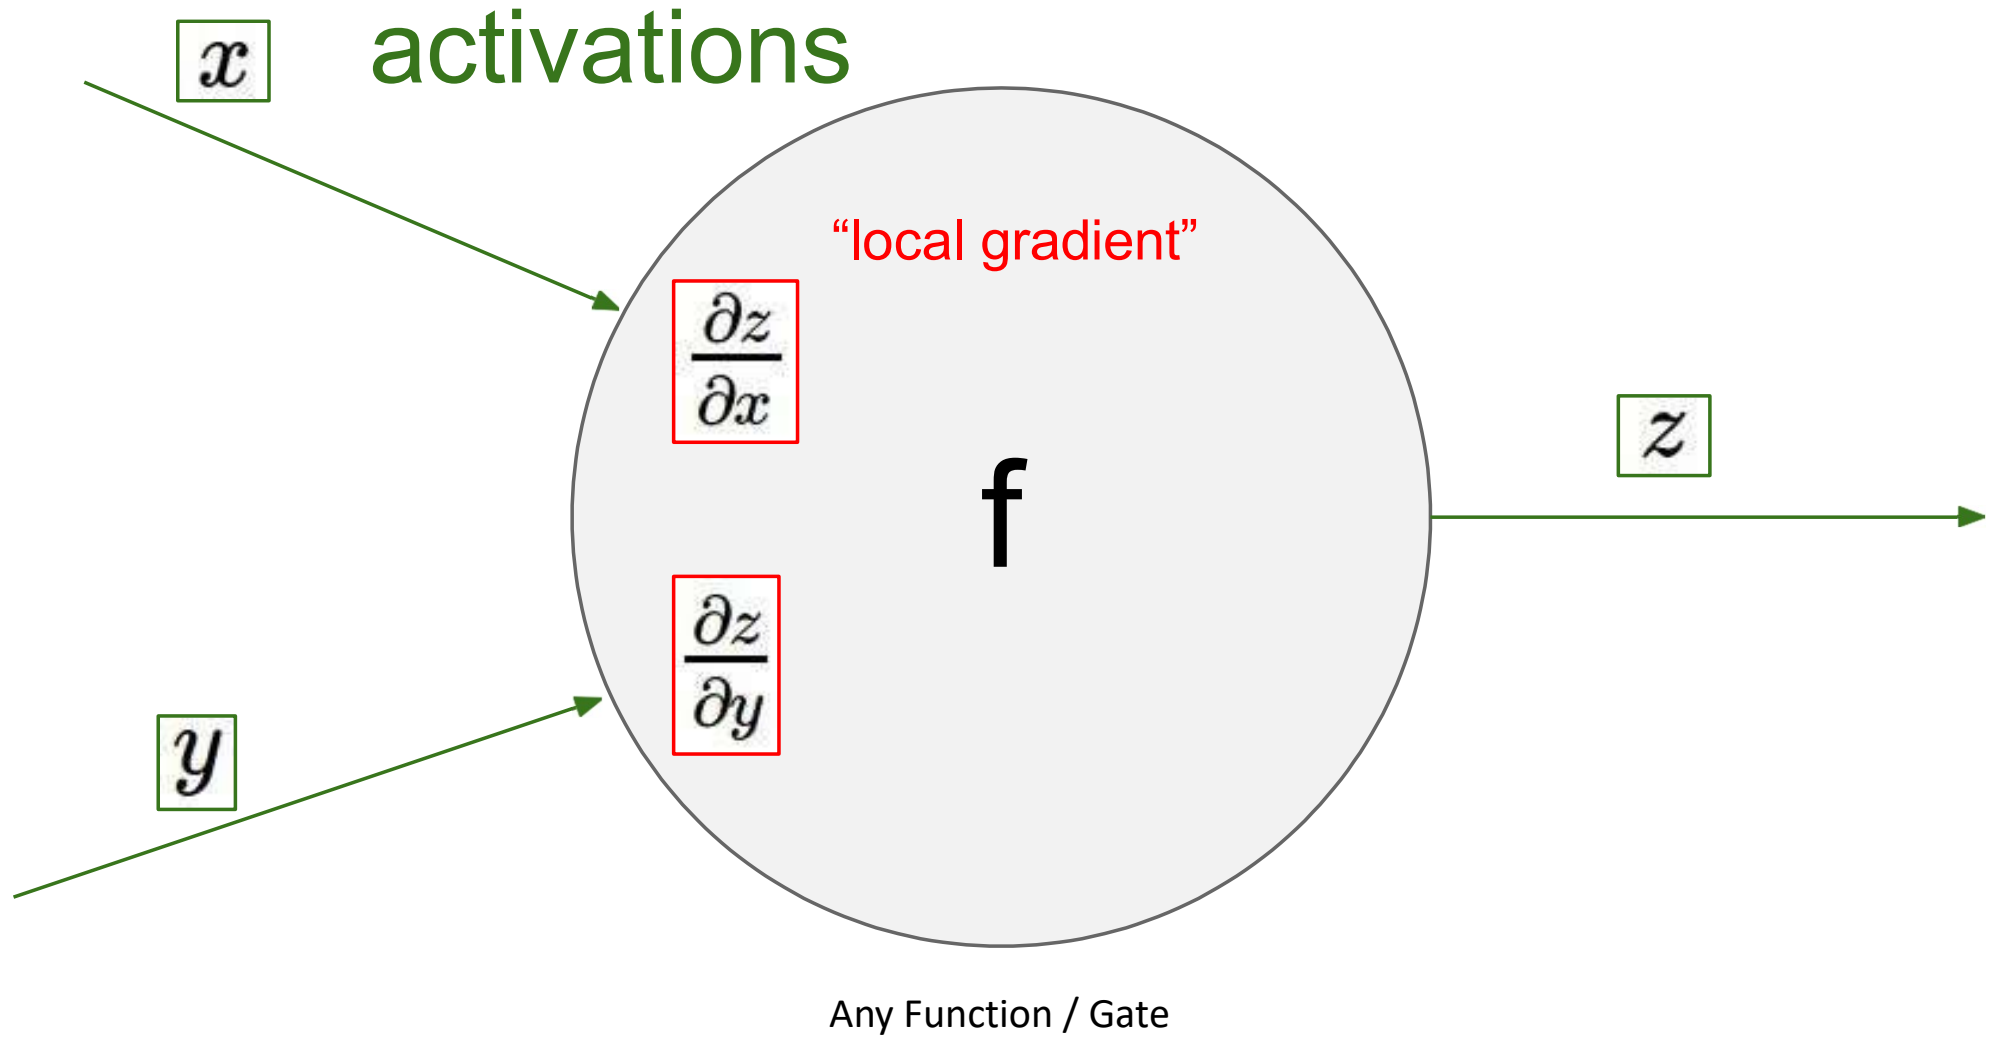 x
activations
“local gradient”
∂z
∂x
f
z
∂z
∂y
y
Any Function / Gate